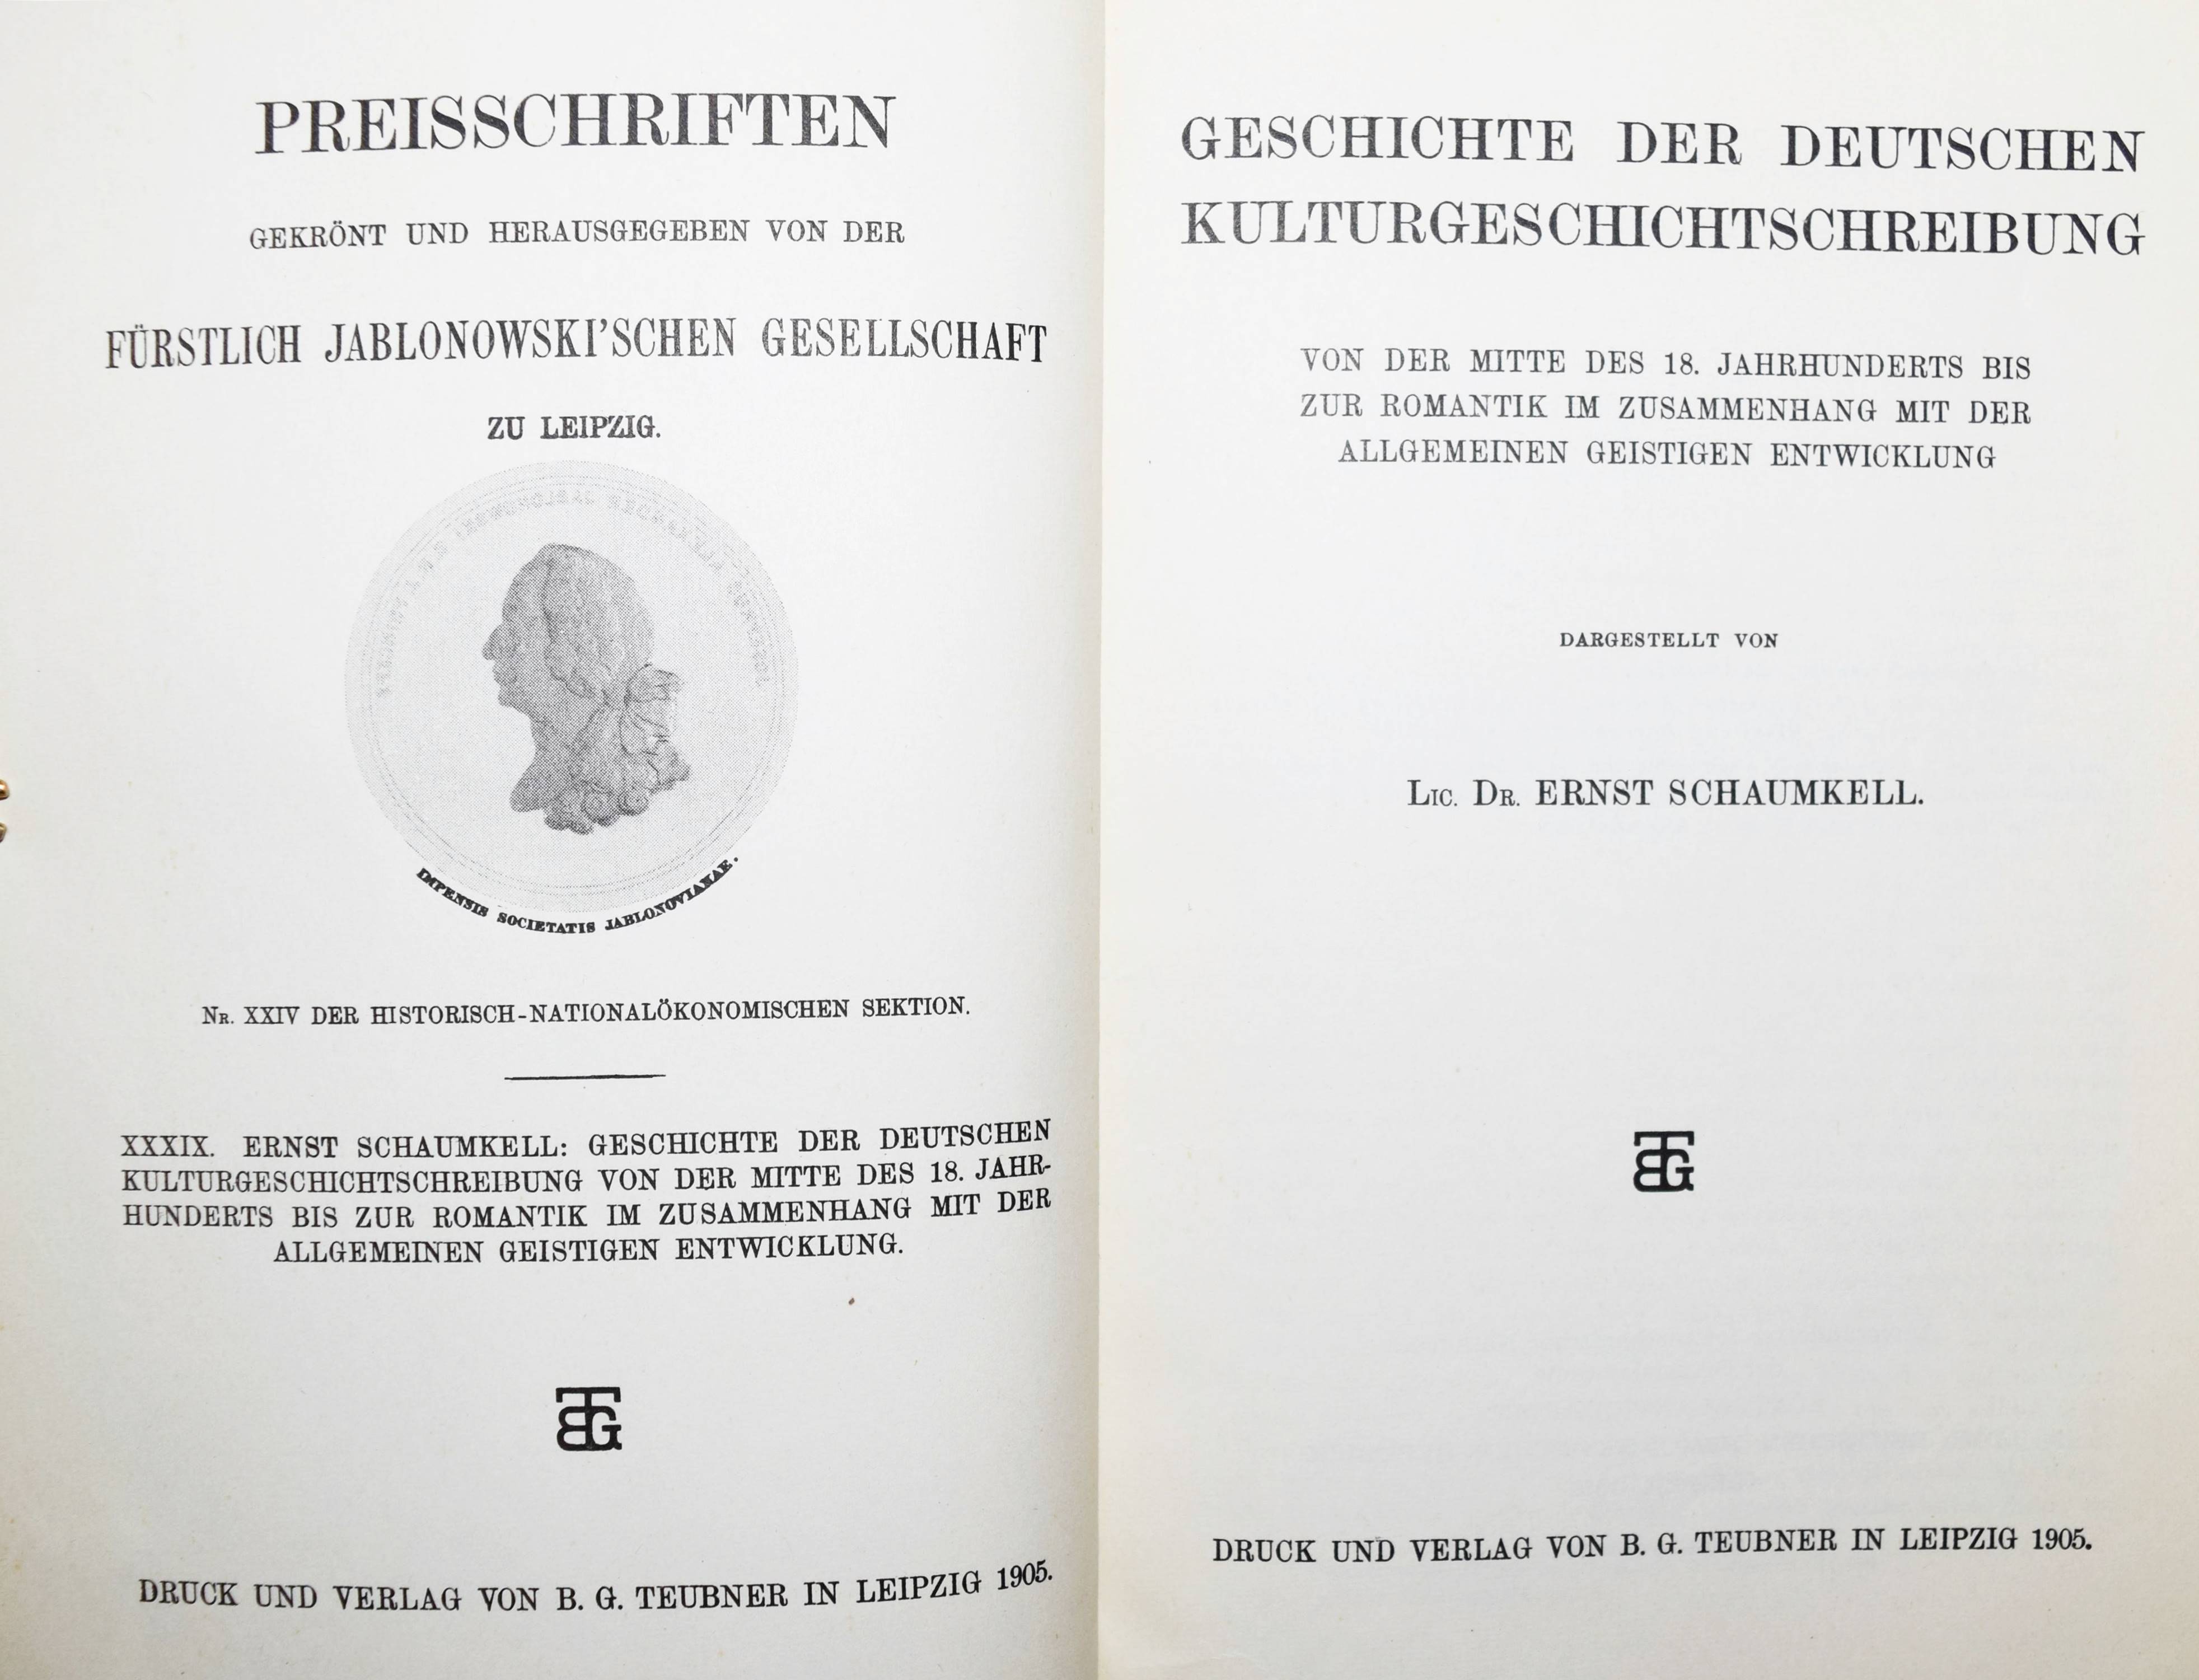 PREISSCHRIFTEN
GEKRÖNT UND HERAUSGEGEBEN VON DER
FÜRSTLICH JABLONOWSKI'SCHEN GESELLSCHAFT
ZU LEIPZIG.
IMPENSIS SOCIETATIS JABLONOVIANAE.
NR. XXIV DER HISTORISCH-NATIONALÖKONOMISCHEN SEKTION.
XXXIX. ERNST SCHAUMKELL: GESCHICHTE DER DEUTSCHEN
KULTURGESCHICHTSCHREIBUNG VON DER MITTE DES 18. JAHR-
HUNDERTS BIS ZUR ROMANTIK IM ZUSAMMENHANG MIT DER
ALLGEMEINEN GEISTIGEN ENTWICKLUNG.
BTG
DRUCK UND VERLAG VON B. G. TEUBNER IN LEIPZIG 1905.
GESCHICHTE DER DEUTSCHEN
KULTURGESCHICHTSCHREIBUNG
VON DER MITTE DES 18. JAHRHUNDERTS BIS
ZUR ROMANTIK IM ZUSAMMENHANG MIT DER
ALLGEMEINEN GEISTIGEN ENTWICKLUNG
DARGESTELLT VON
LIC. DR. ERNST SCHAUMKELL.
BTG
DRUCK UND VERLAG VON B. G. TEUBNER IN LEIPZIG 1905.